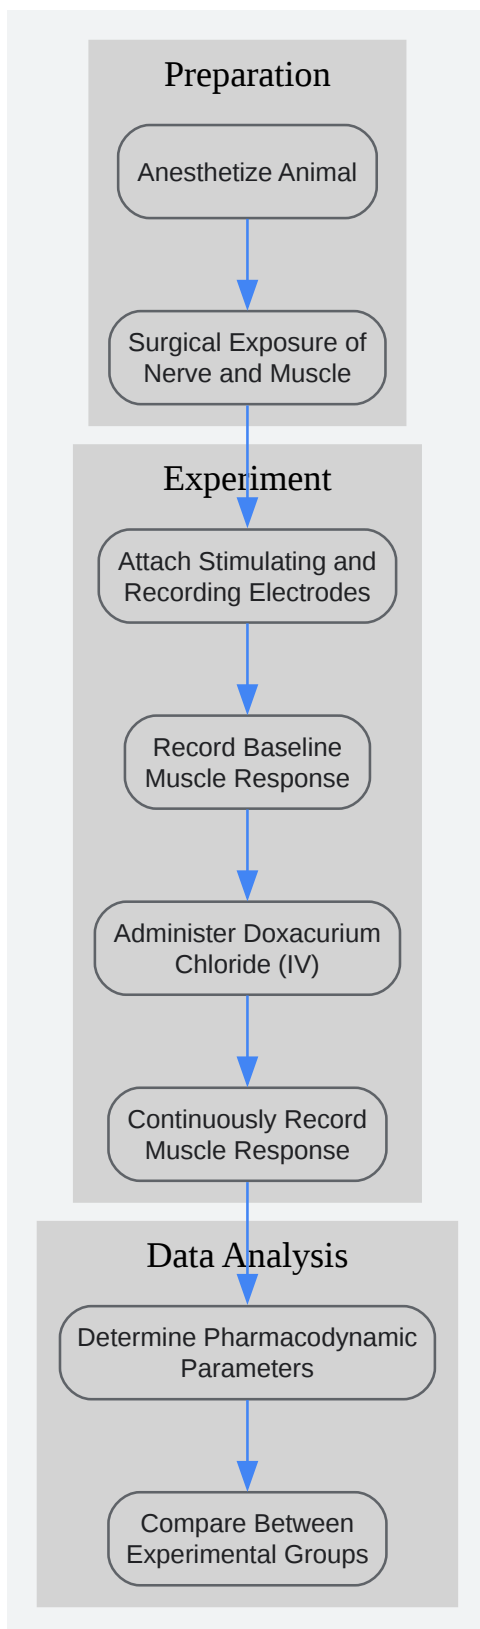 Preparation
Anesthetize Animal
Surgical Exposure of
Nerve and Muscle
Experiment
Attach Stimulating and
Recording Electrodes
Record Baseline
Muscle Response
Administer Doxacurium
Chloride (IV)
Continuously Record
Muscle Response
Data Analysis
Determine Pharmacodynamic
Parameters
Compare Between
Experimental Groups